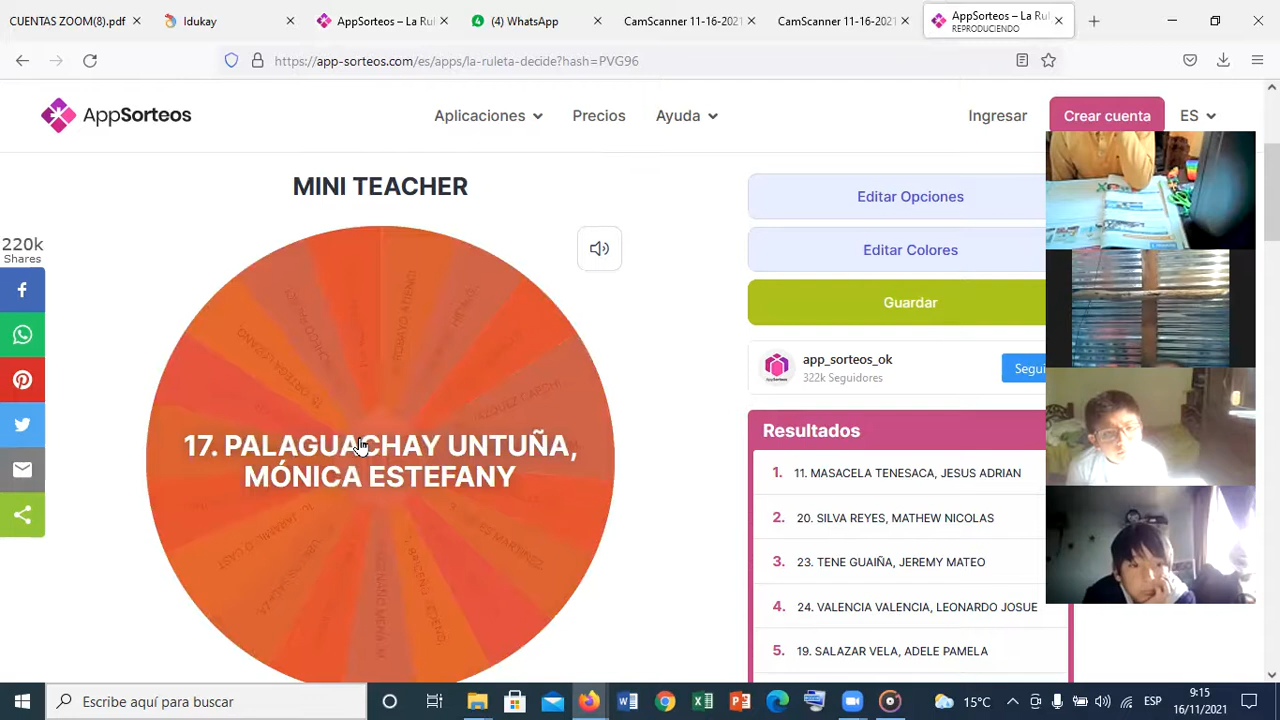 CUENTAS ZOOM(8).pdf
Idukay
AppSorteos – La Rul
(4) WhatsApp
CamScanner 11-16-2021
CamScanner 11-16-2021
AppSorteos – La Rul
REPRODUCIENDO
https://app-sorteos.com/es/apps/la-ruleta-decide?hash=PVG96
AppSorteos
Aplicaciones
Precios
Ayuda
Ingresar
Crear cuenta
ES
MINI TEACHER
220k
Shares
17. PALAGUACHAY UNTUÑA,
MÓNICA ESTEFANY
Editar Opciones
Editar Colores
Guardar
app_sorteos_ok
322k Seguidores
Segui
Resultados
1. 11. MASACELA TENESACA, JESUS ADRIAN
2. 20. SILVA REYES, MATHEW NICOLAS
3. 23. TENE GUAIÑA, JEREMY MATEO
4. 24. VALENCIA VALENCIA, LEONARDO JOSUE
5. 19. SALAZAR VELA, ADELE PAMELA
Escribe aquí para buscar
15°C
ESP
9:15
16/11/2021